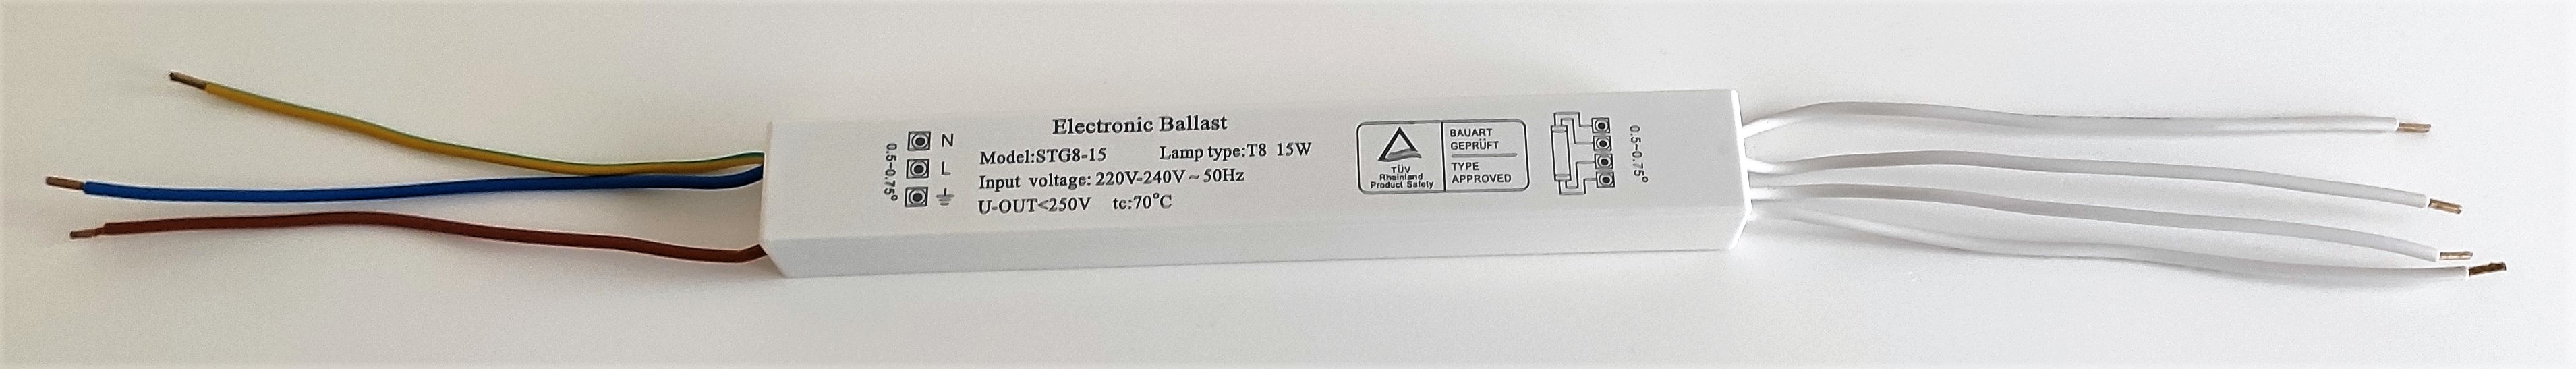 0.5~0.75°
N
L
Electronic Ballast
Model:STG8-15 Lamp type:T8 15W
Input voltage: 220V-240V ~ 50Hz
U-OUT<250V tc:70°C
TÜV
Rheinland
Product Safety
BAUART
GEPRÜFT
TYPE
APPROVED
0.5~0.75°